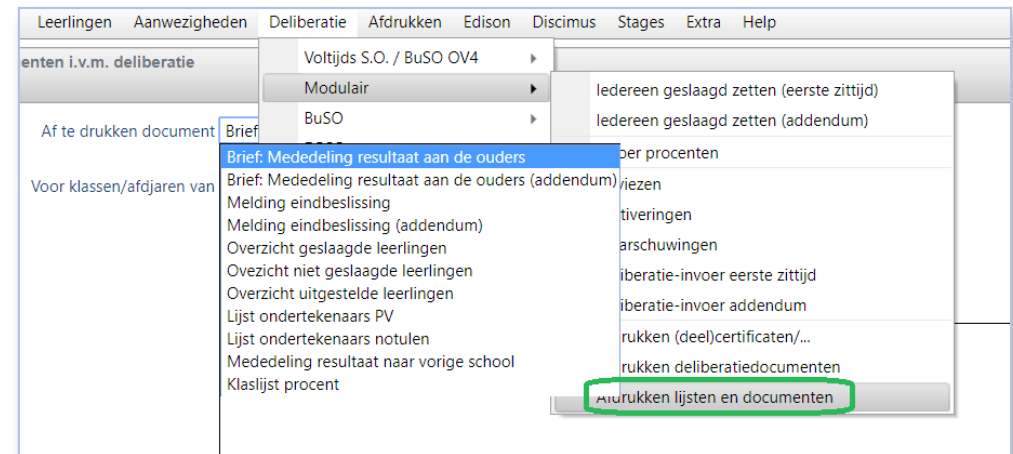 Leerlingen Aanwezigheden Deliberatie Afdrukken Edison Discimus Stages Extra Help
enten i.v.m. deliberatie
Voltijds S.O. / BuSO OV4
Modulair
BuSO
Iedereen geslaagd zetten (eerste zittijd)
Iedereen geslaagd zetten (addendum)
oer procenten
viezen
tiveringen
arschuwingen
liberatie-invoer eerste zittijd
liberatie-invoer addendum
rukken (deel)certificaten/...
rukken deliberatiedocumenten
Afdrukken lijsten en documenten
Af te drukken document Brief
Voor klassen/afdjaren van
Brief: Mededeling resultaat aan de ouders
Brief: Mededeling resultaat aan de ouders (addendum)
Melding eindbeslissing
Melding eindbeslissing (addendum)
Overzicht geslaagde leerlingen
Ovezicht niet geslaagde leerlingen
Overzicht uitgestelde leerlingen
Lijst ondertekenaars PV
Lijst ondertekenaars notulen
Mededeling resultaat naar vorige school
Klaslijst procent